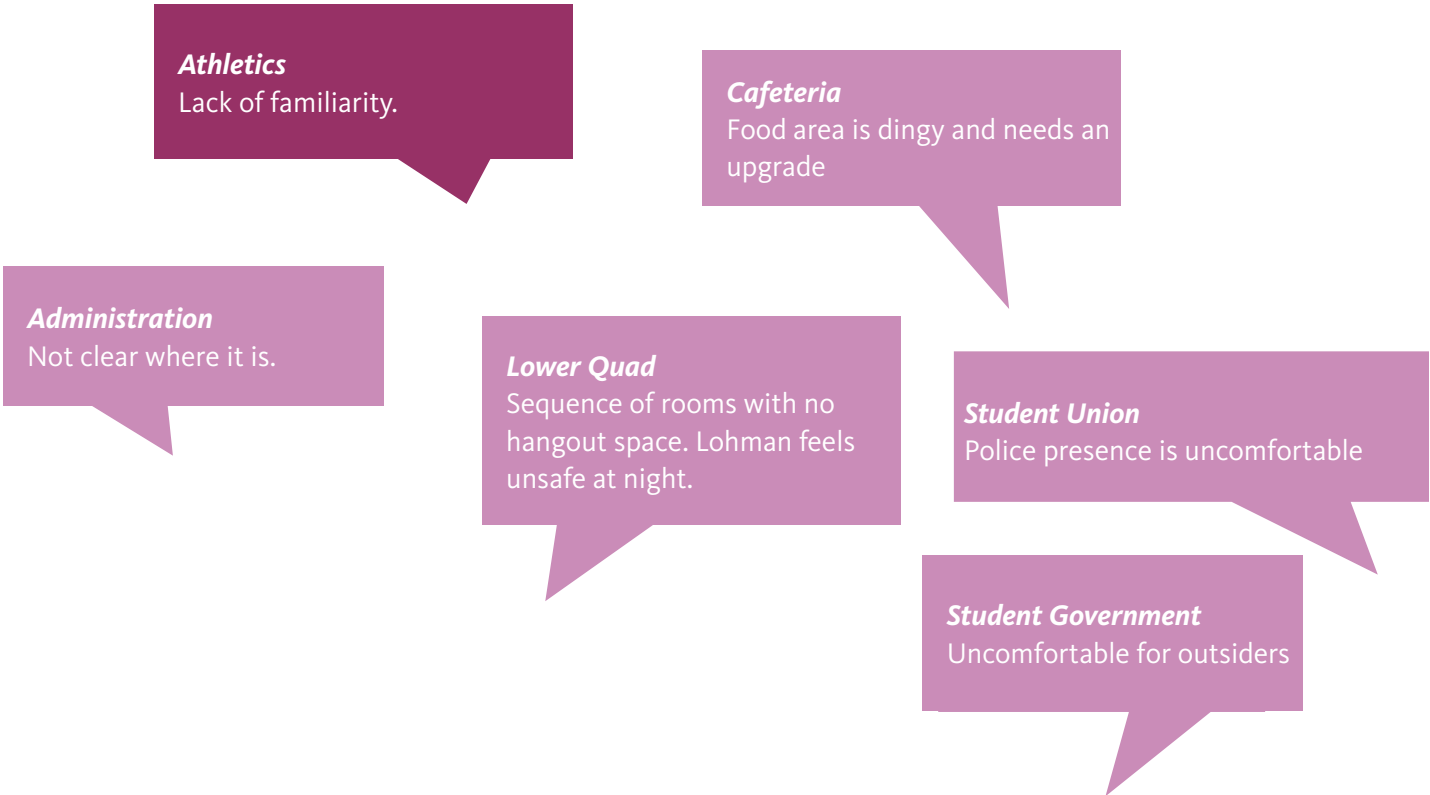 Athletics
Lack of familiarity.
Cafeteria
Food area is dingy and needs an
upgrade
Administration
Not clear where it is.
Lower Quad
Sequence of rooms with no
hangout space. Lohman feels
unsafe at night.
Student Union
Police presence is uncomfortable
Student Government
Uncomfortable for outsiders